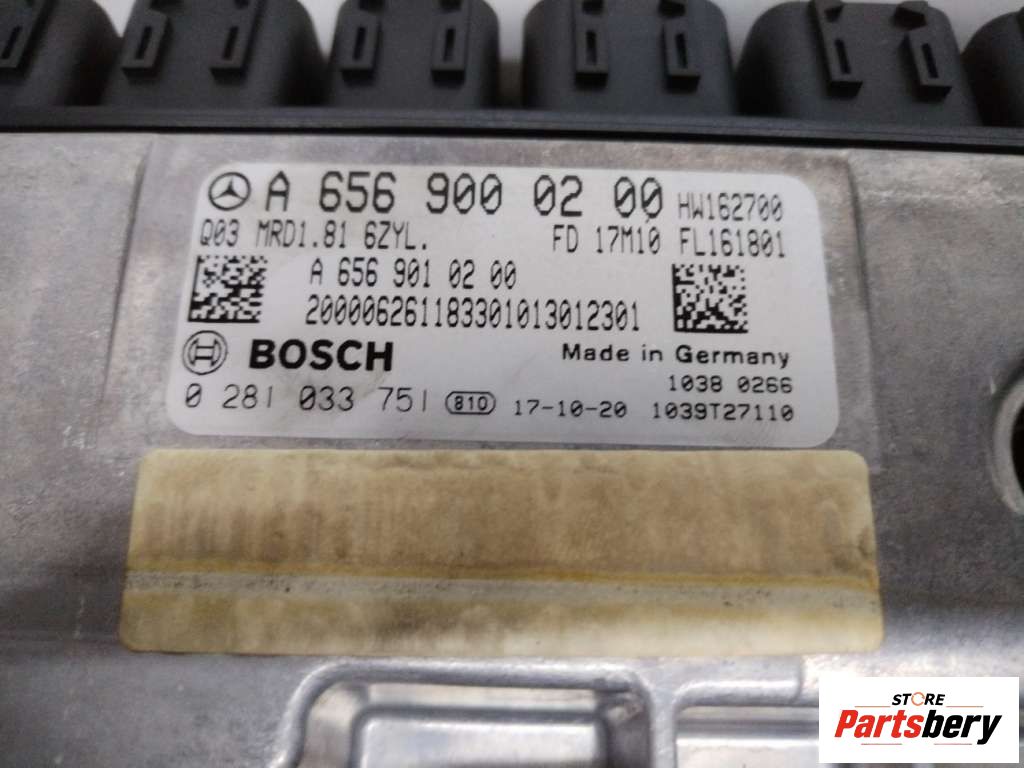 A 656 900 02 00 HW162700
Q03 MRD1.81 6ZYL. FD 17M10 FL161801
A 656 901 02 00
200006261183301013012301
BOSCH Made in Germany
1038 0266
0 281 033 751 810 17-10-20 1039T27110
STORE
Partsbery